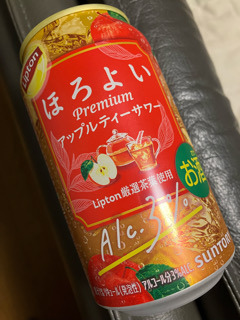 Lipton
ほろよい
Premium
アップルティーサワー
Lipton厳選茶葉使用
お酒
Alc.3%
SUNTORY